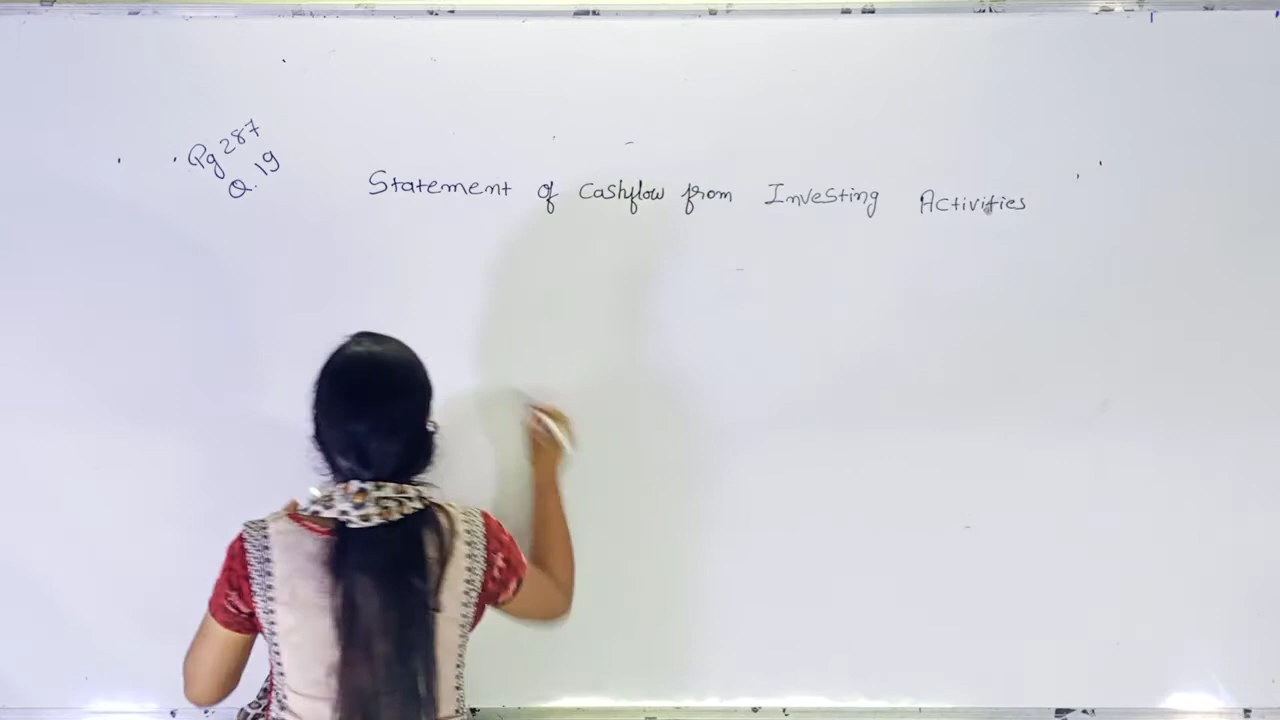 Pg 287
Q. 19
Statement of Cashflow from Investing Activities